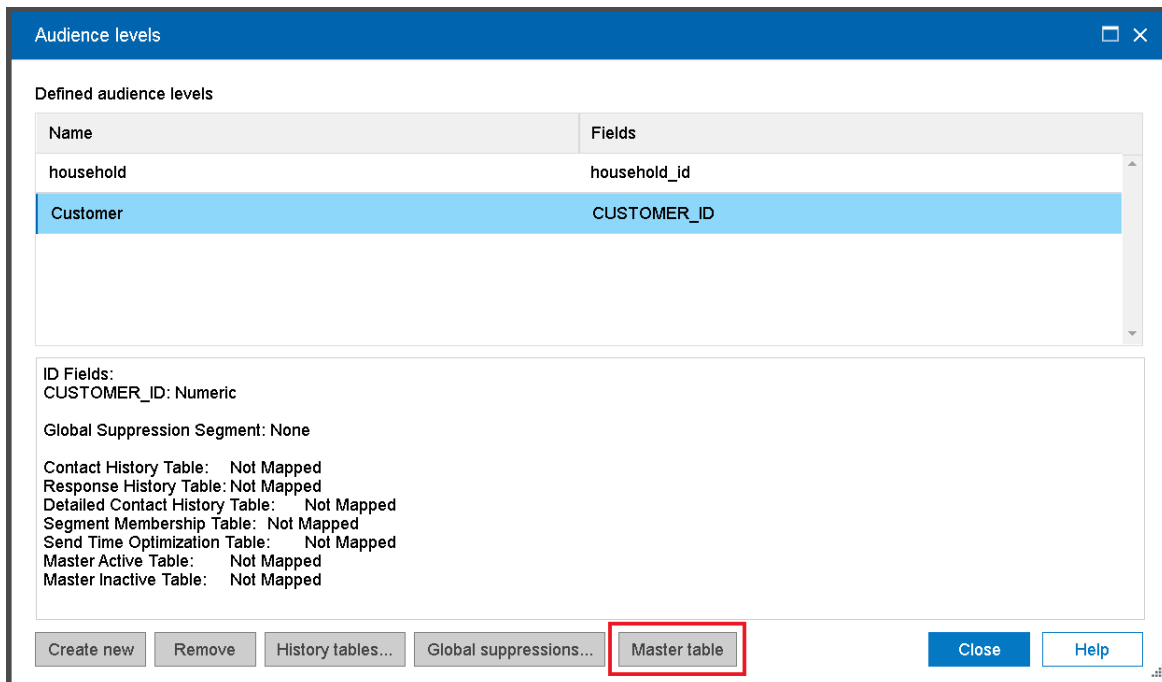 Audience levels
Defined audience levels
Name Fields
household household_id
Customer CUSTOMER_ID
ID Fields:
CUSTOMER_ID: Numeric
Global Suppression Segment: None
Contact History Table: Not Mapped
Response History Table: Not Mapped
Detailed Contact History Table: Not Mapped
Segment Membership Table: Not Mapped
Send Time Optimization Table: Not Mapped
Master Active Table: Not Mapped
Master Inactive Table: Not Mapped
Create new Remove History tables... Global suppressions... Master table Close Help